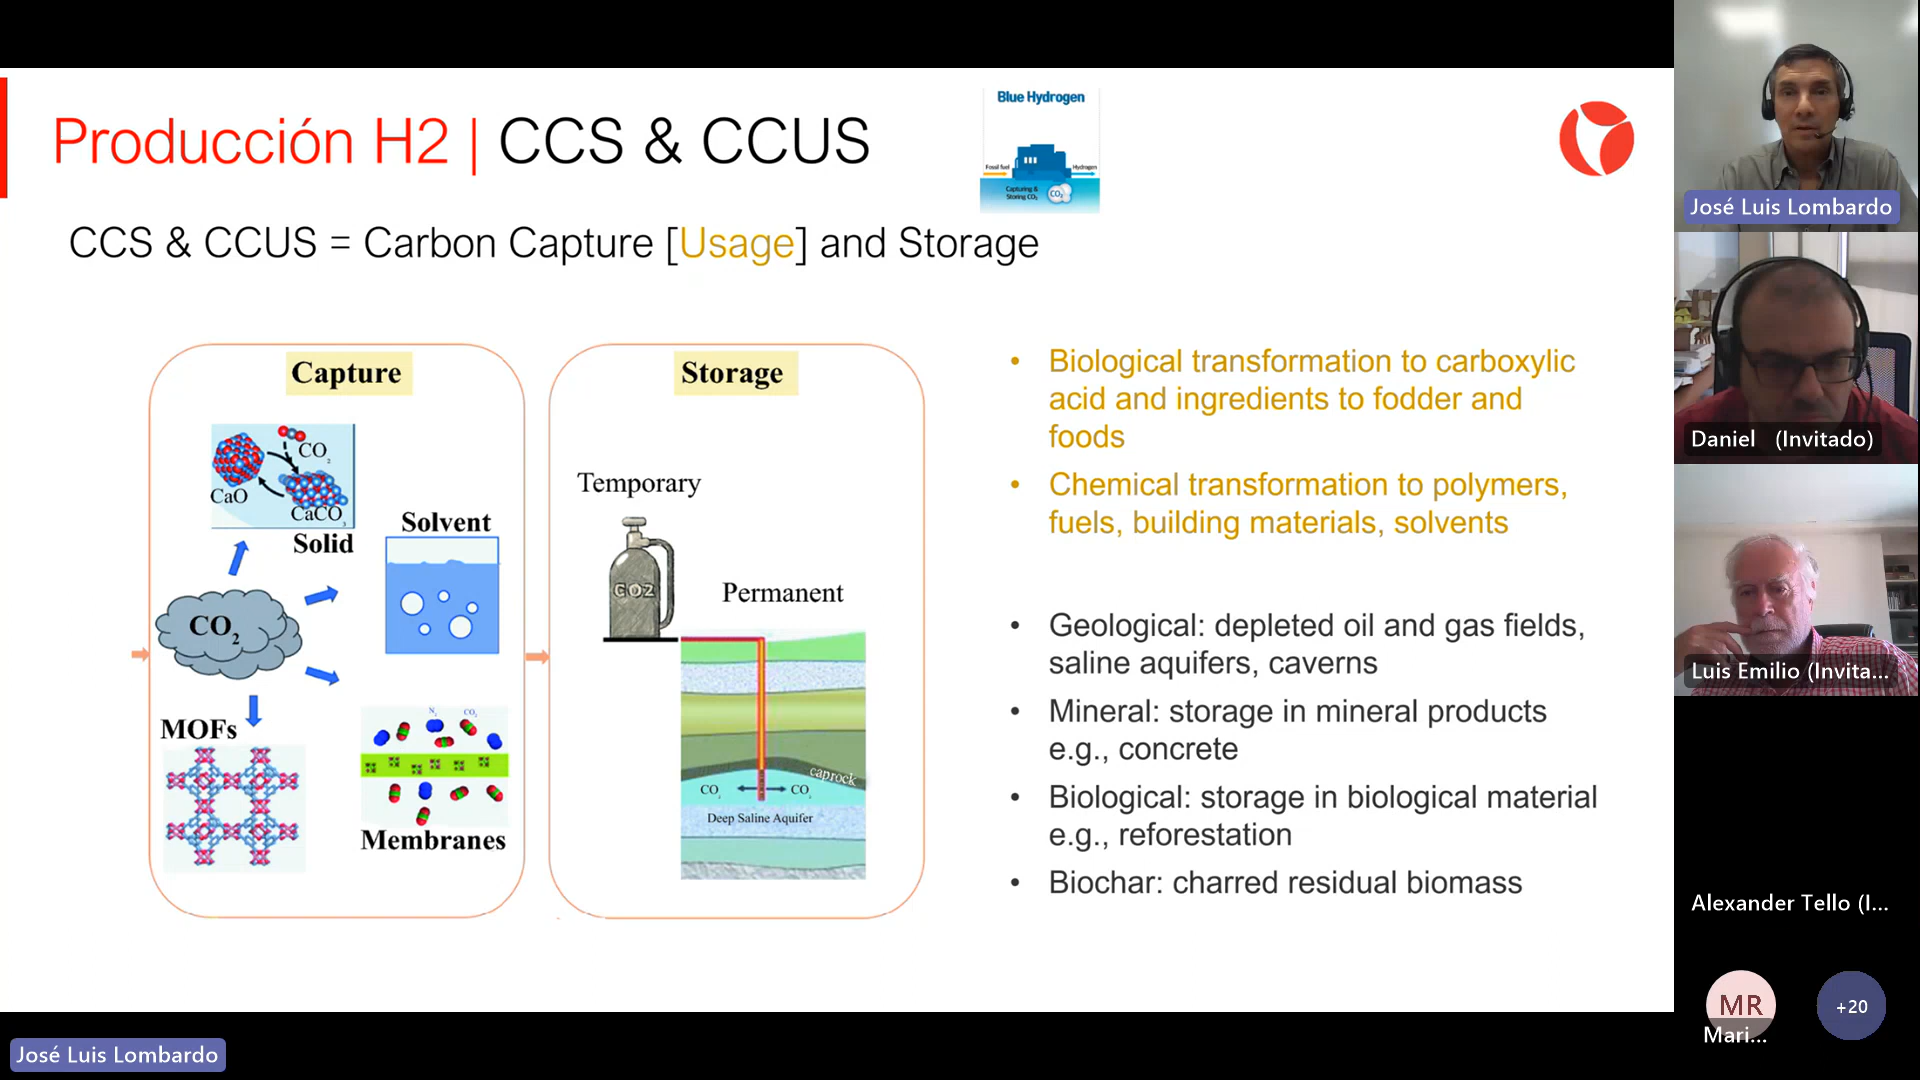 Producción H2 | CCS & CCUS
Blue Hydrogen
Fossil fuel
Hydrogen
Capturing &
Storing CO₂
CO₂
CCS & CCUS = Carbon Capture [Usage] and Storage
Capture
CO₂
CaO
CaCO₃
Solid
Solvent
CO₂
MOFs
N₂
CO₂
Membranes
Storage
Temporary
CO2
Permanent
caprock
CO₂
CO₂
Deep Saline Aquifer
• Biological transformation to carboxylic
acid and ingredients to fodder and
foods
• Chemical transformation to polymers,
fuels, building materials, solvents
• Geological: depleted oil and gas fields,
saline aquifers, caverns
• Mineral: storage in mineral products
e.g., concrete
• Biological: storage in biological material
e.g., reforestation
• Biochar: charred residual biomass
José Luis Lombardo
Daniel (Invitado)
Luis Emilio (Invita...
Alexander Tello (I...
MR
Mari...
+20
José Luis Lombardo